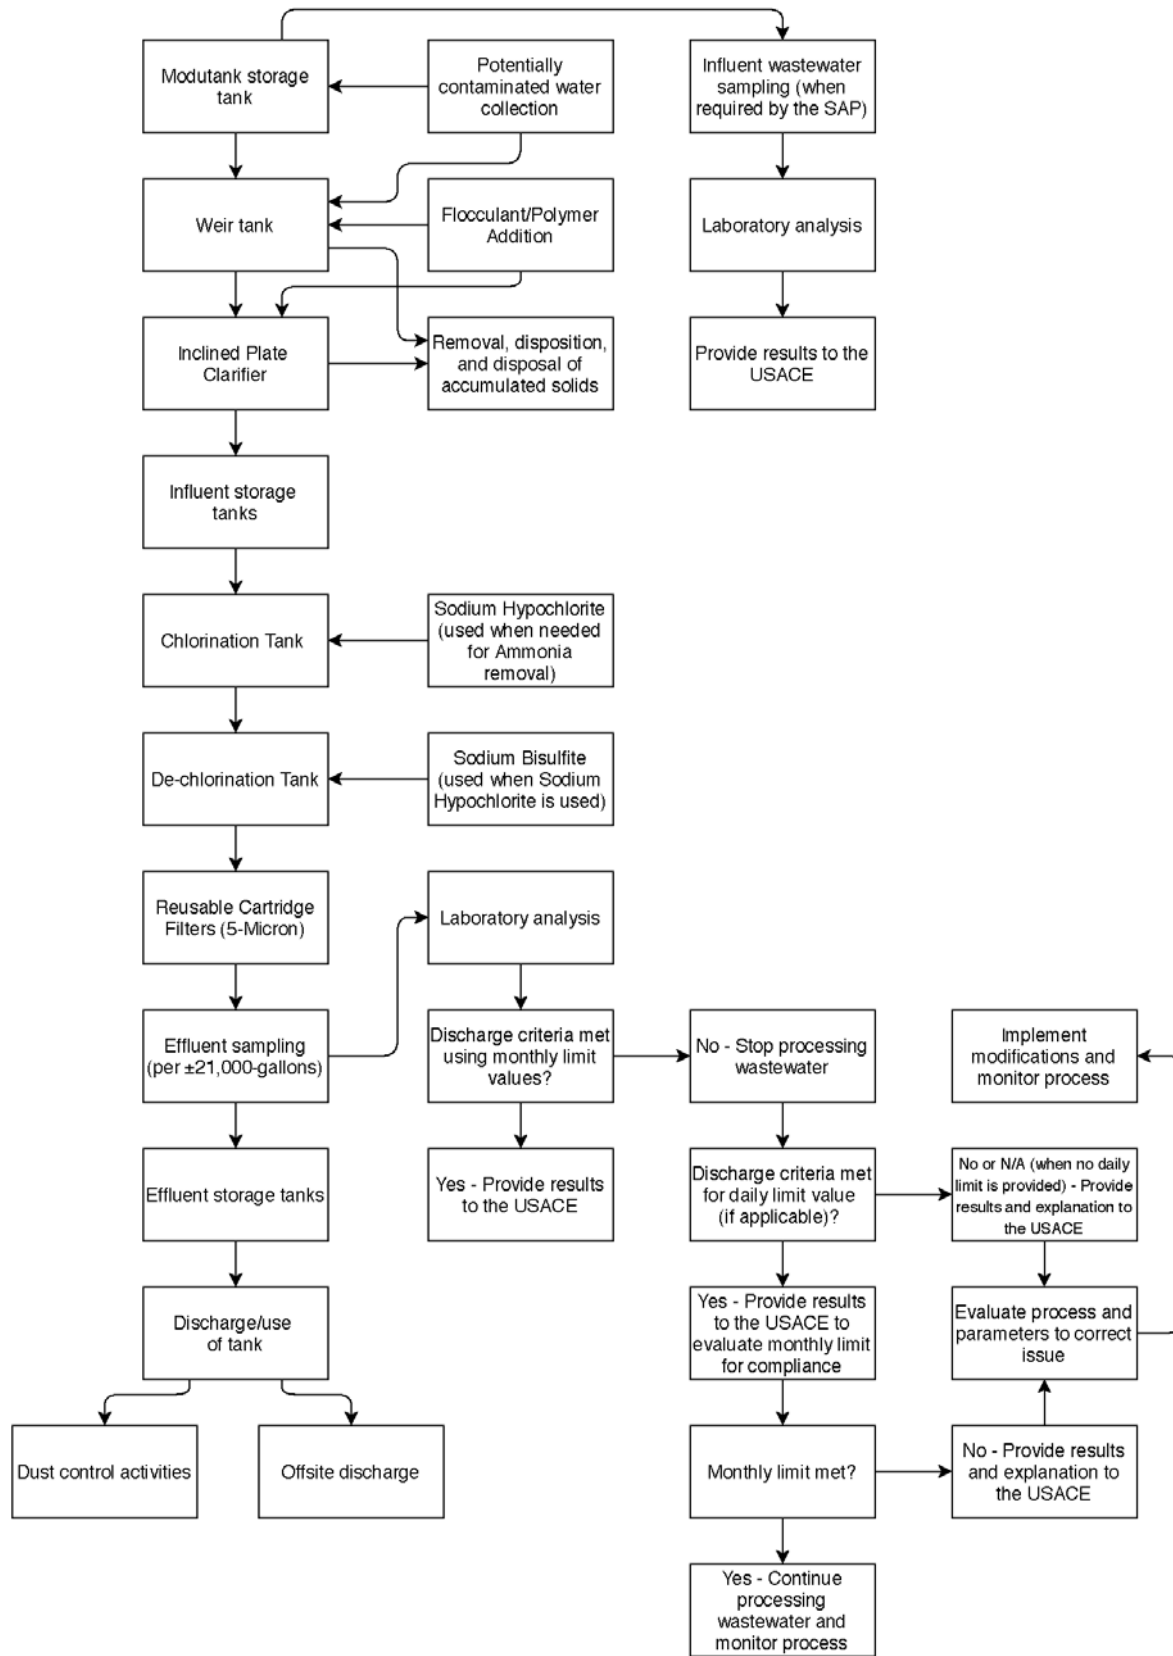 Modutank storage
tank
Potentially
contaminated water
collection
Influent wastewater
sampling (when
required by the SAP)
Weir tank
Flocculant/Polymer
Addition
Laboratory analysis
Inclined Plate
Clarifier
Removal, disposition,
and disposal of
accumulated solids
Provide results to the
USACE
Influent storage
tanks
Chlorination Tank
Sodium Hypochlorite
(used when needed
for Ammonia
removal)
De-chlorination Tank
Sodium Bisulfite
(used when Sodium
Hypochlorite is used)
Reusable Cartridge
Filters (5-Micron)
Laboratory analysis
Effluent sampling
(per ±21,000-gallons)
Discharge criteria met
using monthly limit
values?
No - Stop processing
wastewater
Implement
modifications and
monitor process
Effluent storage tanks
Yes - Provide results
to the USACE
Discharge criteria met
for daily limit value
(if applicable)?
No or N/A (when no daily
limit is provided) - Provide
results and explanation to
the USACE
Discharge/use
of tank
Yes - Provide results
to the USACE to
evaluate monthly limit
for compliance
Evaluate process and
parameters to correct
issue
Dust control activities
Offsite discharge
Monthly limit met?
No - Provide results
and explanation to
the USACE
Yes - Continue
processing
wastewater and
monitor process